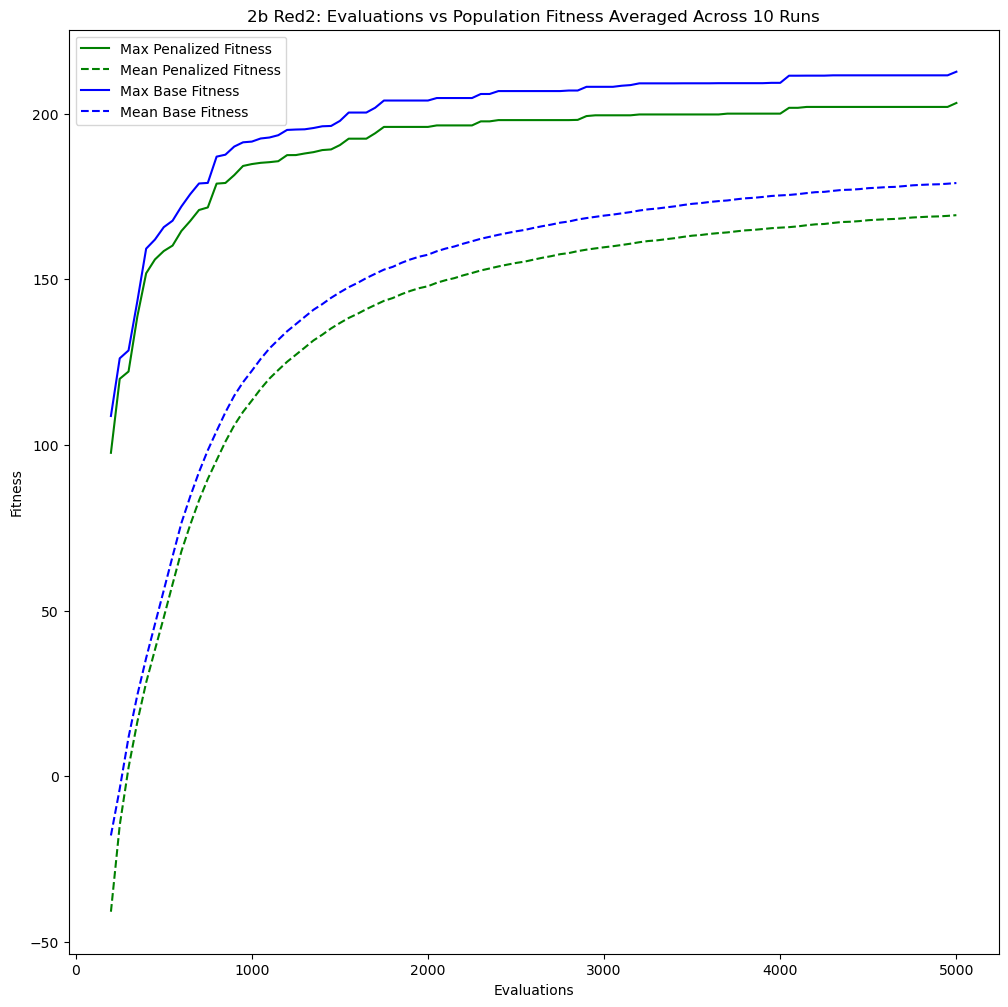 2b Red2: Evaluations vs Population Fitness Averaged Across 10 Runs
Max Penalized Fitness
Mean Penalized Fitness
Max Base Fitness
Mean Base Fitness
200
150
100
50
0
−50
Fitness
0
1000
2000
3000
4000
5000
Evaluations